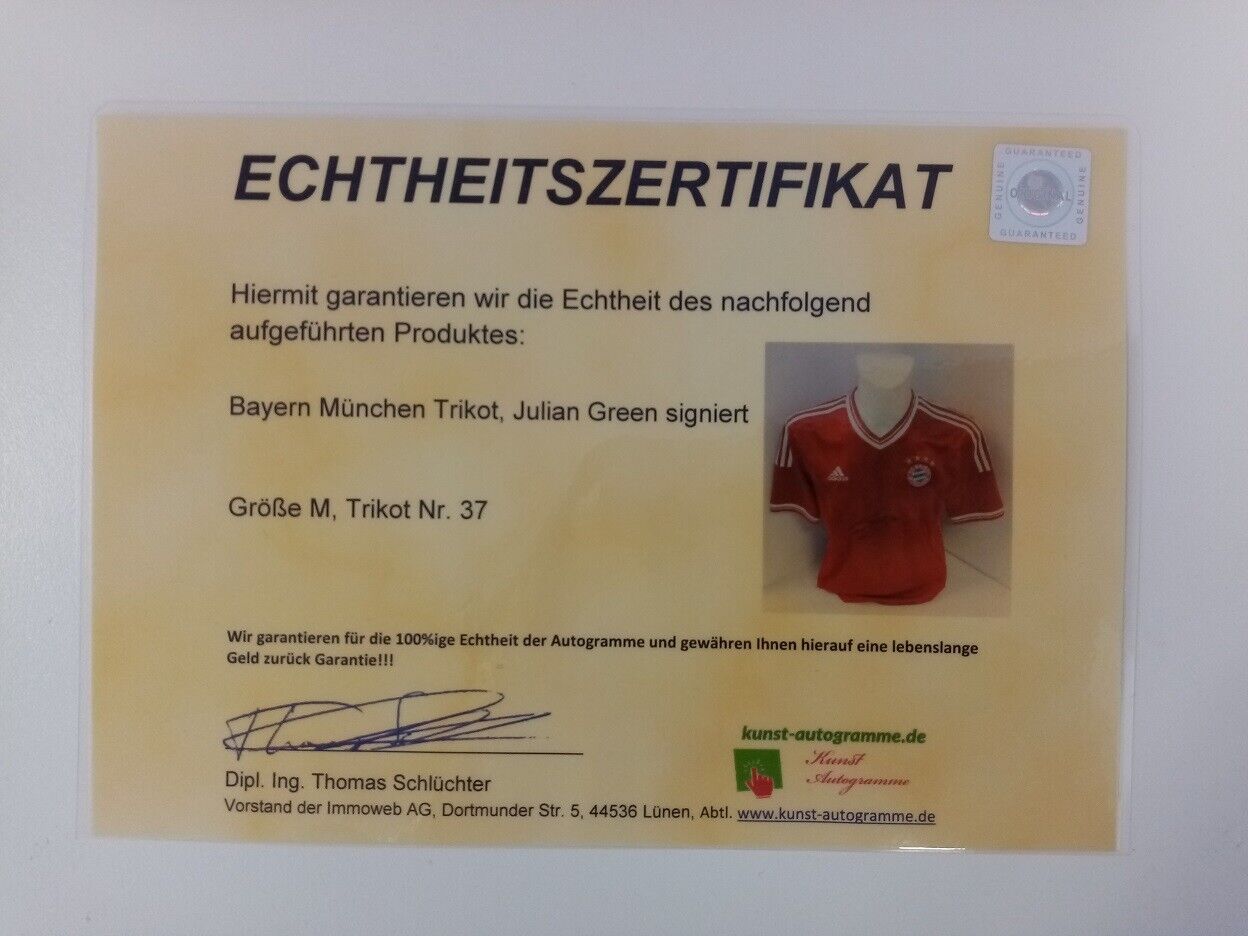 ECHTHEITSZERTIFIKAT
GUARANTEED
GENUINE
ORIGINAL
GENUINE
GUARANTEED
Hiermit garantieren wir die Echtheit des nachfolgend
aufgeführten Produktes:
Bayern München Trikot, Julian Green signiert
Größe M, Trikot Nr. 37
adidas
Wir garantieren für die 100%ige Echtheit der Autogramme und gewähren Ihnen hierauf eine lebenslange
Geld zurück Garantie!!!
kunst-autogramme.de
Kunst
Autogramme
Dipl. Ing. Thomas Schlüchter
Vorstand der Immoweb AG, Dortmunder Str. 5, 44536 Lünen, Abtl. www.kunst-autogramme.de